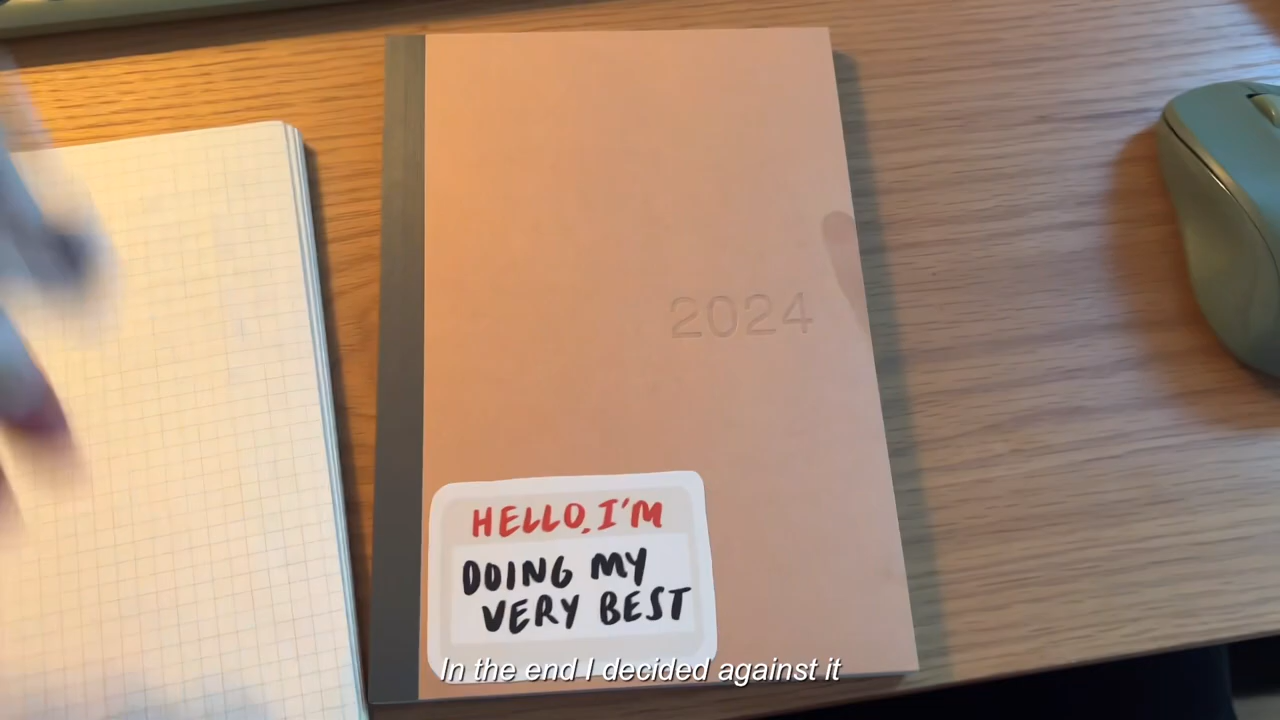 2024
HELLO, I'M
DOING MY
VERY BEST
In the end I decided against it